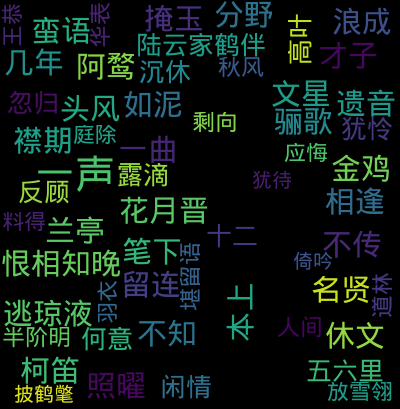 王恭
蛮语
华表
掩玉
分野
浪成
高叶
陆云家鹤伴
才子
几年
阿鹜
沉休
秋风
忽归
头风
如泥
文星
遗音
剩向
骊歌
犹怜
襟期
庭除
一曲
应悔
一声
露滴
犹待
金鸡
反顾
相逢
花月晋
料得
兰亭
十二
不传
恨相知晚
笔下
堪留语
倚吟
留连
羽衣
名贤
道林
逃琼液
水上
人间
半阶明
何意
不知
休文
柯笛
五六里
披鹤氅
照曜
闲情
放雪翎